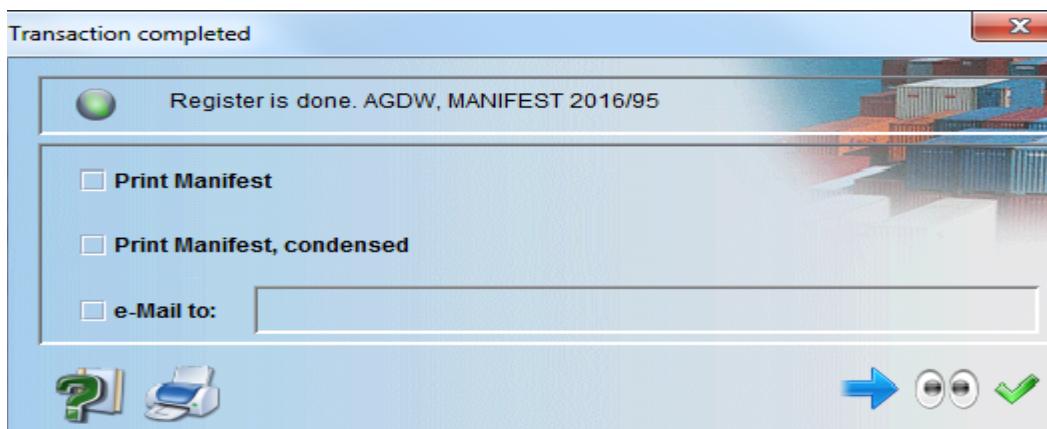 Transaction completed
Register is done. AGDW, MANIFEST 2016/95
Print Manifest
Print Manifest, condensed
e-Mail to: